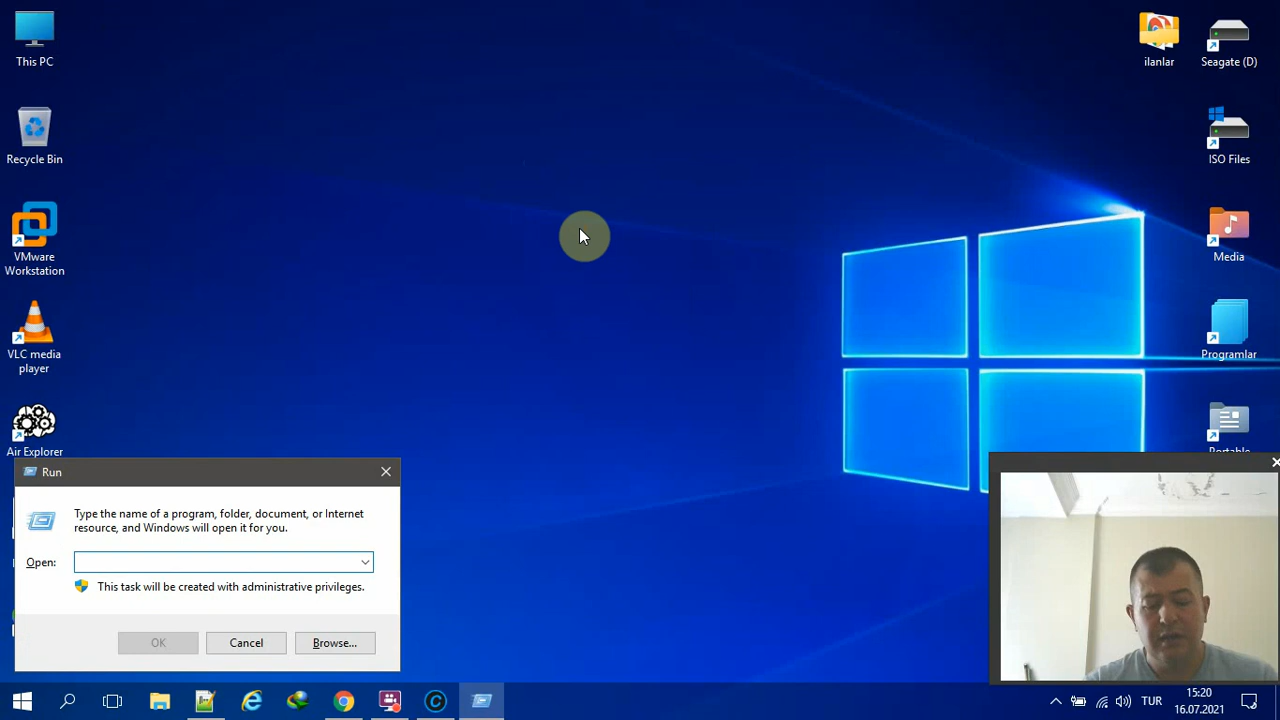 This PC
Recycle Bin
VMware
Workstation
VLC media
player
Air Explorer
ilanlar
Seagate (D)
ISO Files
Media
Programlar
Portable
Run
Type the name of a program, folder, document, or Internet
resource, and Windows will open it for you.
Open:
This task will be created with administrative privileges.
OK
Cancel
Browse...
TUR
15:20
16.07.2021